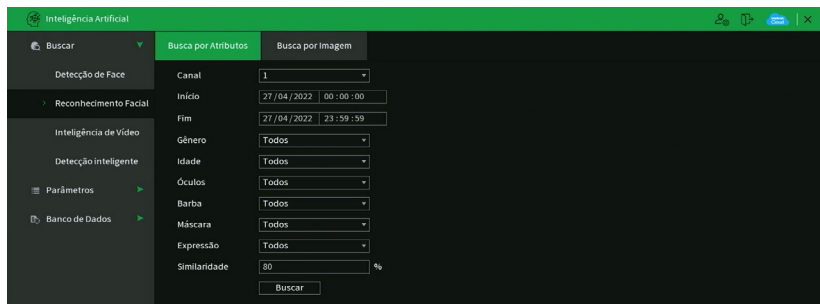 Inteligência Artificial
Buscar
Detecção de Face
Reconhecimento Facial
Inteligência de Vídeo
Detecção inteligente
Parâmetros
Banco de Dados
Busca por Atributos
Busca por Imagem
Canal 1
Início 27/04/2022 00:00:00
Fim 27/04/2022 23:59:59
Gênero Todos
Idade Todos
Óculos Todos
Barba Todos
Máscara Todos
Expressão Todos
Similaridade 80 %
Buscar